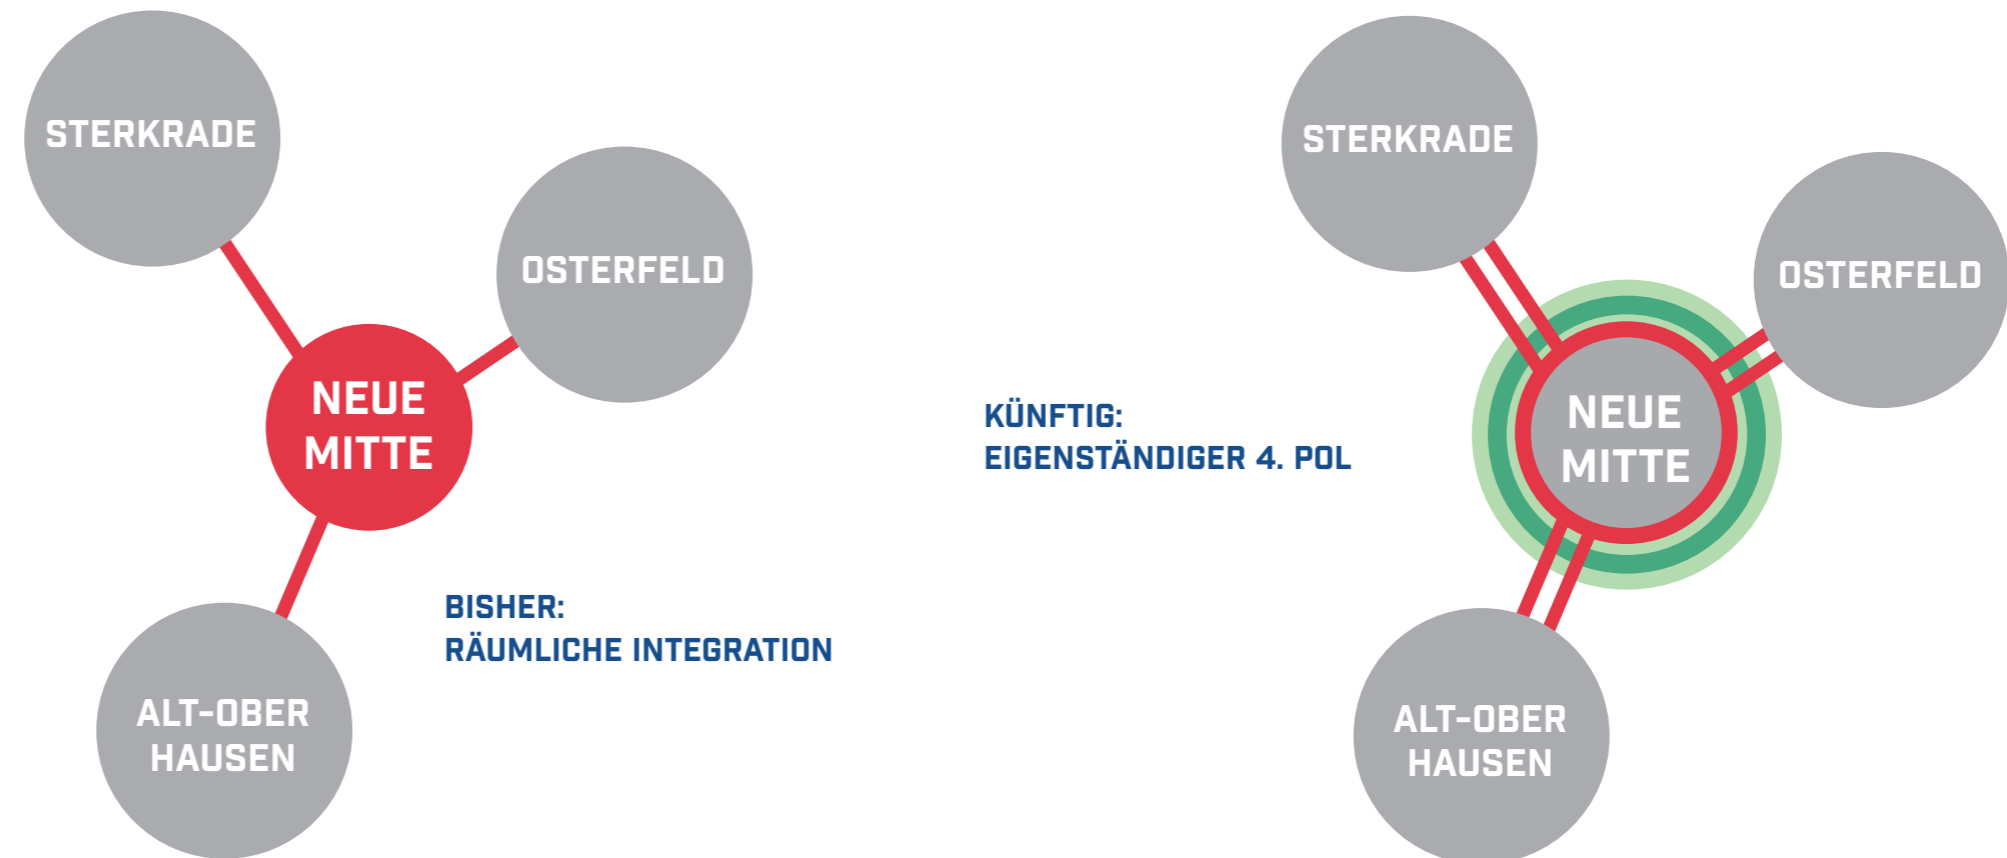 STERKRADE
OSTERFELD
NEUE
MITTE
BISHER:
RÄUMLICHE INTEGRATION
ALT-OBER
HAUSEN
STERKRADE
OSTERFELD
KÜNFTIG:
EIGENSTÄNDIGER 4. POL
NEUE
MITTE
ALT-OBER
HAUSEN